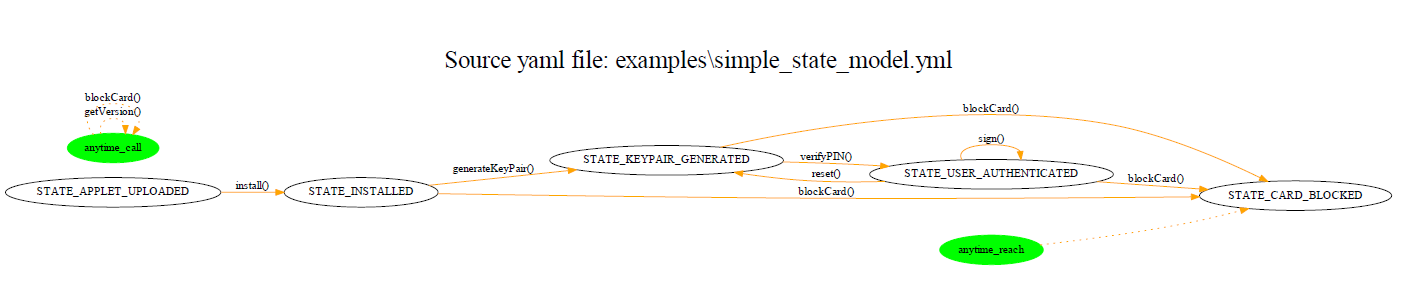 Source yaml file: examples\simple_state_model.yml
blockCard()
getVersion()
anytime_call
STATE_APPLET_UPLOADED
install()
STATE_INSTALLED
generateKeyPair()
STATE_KEYPAIR_GENERATED
blockCard()
verifyPIN()
reset()
blockCard()
sign()
STATE_USER_AUTHENTICATED
blockCard()
STATE_CARD_BLOCKED
anytime_reach